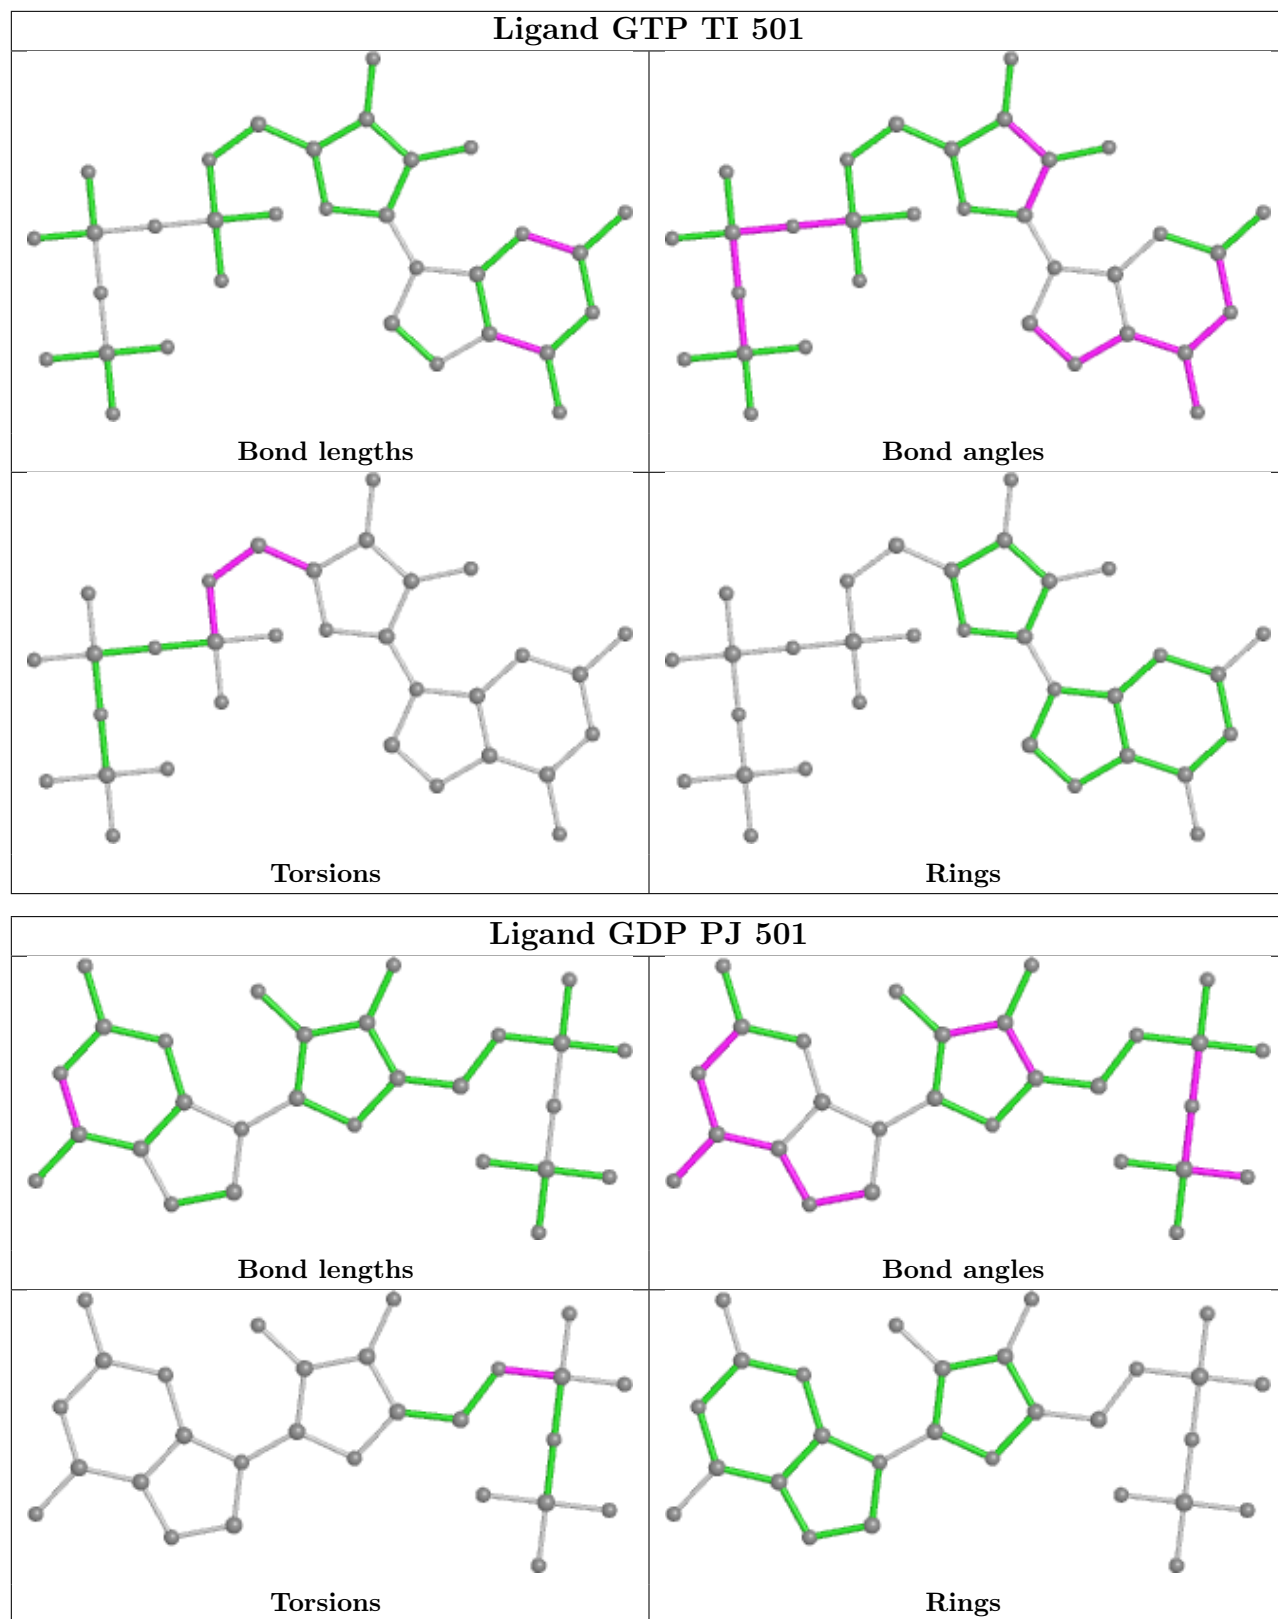 Ligand GTP TI 501
Bond lengths
Bond angles
Torsions
Rings
Ligand GDP PJ 501
Bond lengths
Bond angles
Torsions
Rings